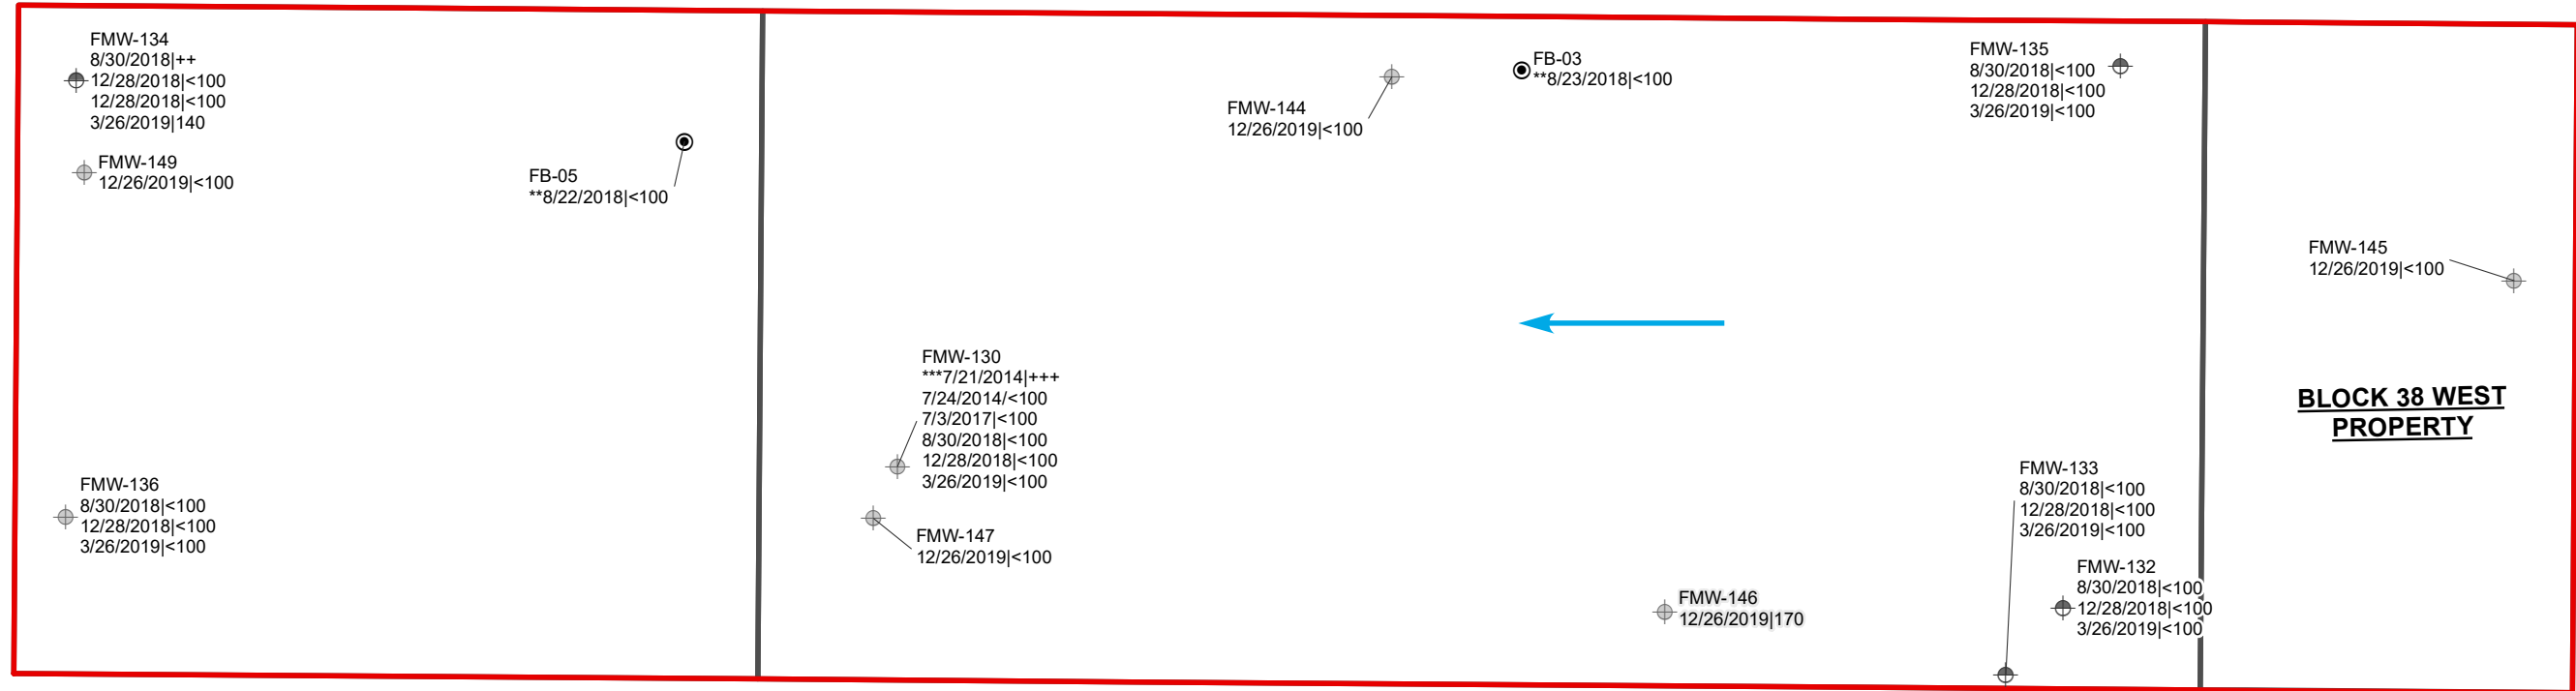 FMW-134
8/30/2018|++
12/28/2018|<100
12/28/2018|<100
3/26/2019|140
FMW-149
12/26/2019|<100
FB-05
**8/22/2018|<100
FMW-144
12/26/2019|<100
FB-03
**8/23/2018|<100
FMW-135
8/30/2018|<100
12/28/2018|<100
3/26/2019|<100
FMW-145
12/26/2019|<100
BLOCK 38 WEST
PROPERTY
FMW-130
***7/21/2014|+++
7/24/2014/<100
7/3/2017|<100
8/30/2018|<100
12/28/2018|<100
3/26/2019|<100
FMW-136
8/30/2018|<100
12/28/2018|<100
3/26/2019|<100
FMW-147
12/26/2019|<100
FMW-133
8/30/2018|<100
12/28/2018|<100
3/26/2019|<100
FMW-146
12/26/2019|170
FMW-132
8/30/2018|<100
12/28/2018|<100
3/26/2019|<100